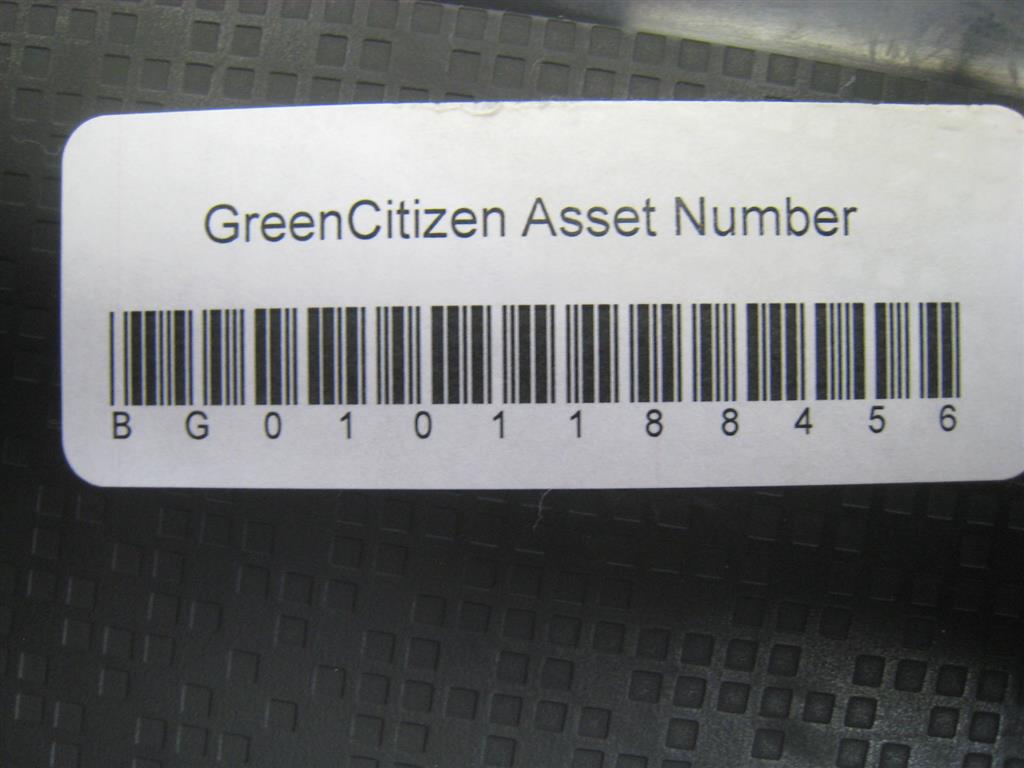 GreenCitizen Asset Number
B G 0 1 0 1 1 8 8 4 5 6